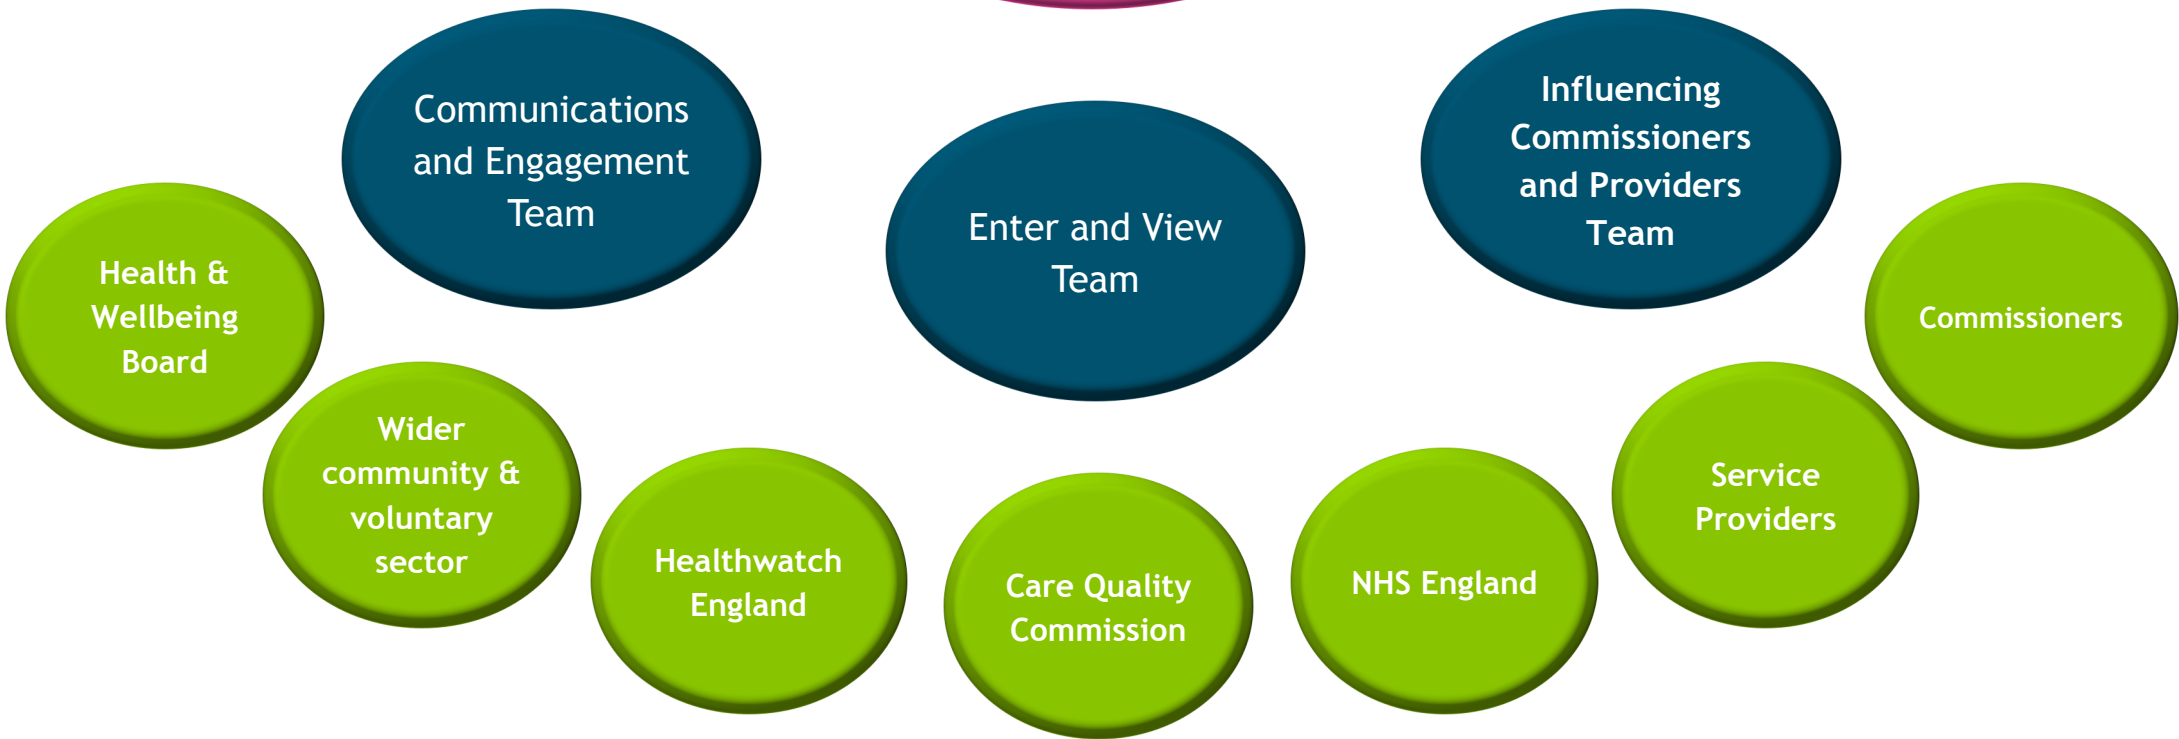 Communications
and Engagement
Team
Enter and View
Team
Influencing
Commissioners
and Providers
Team
Health &
Wellbeing
Board
Wider
community &
voluntary
sector
Healthwatch
England
Care Quality
Commission
NHS England
Service
Providers
Commissioners